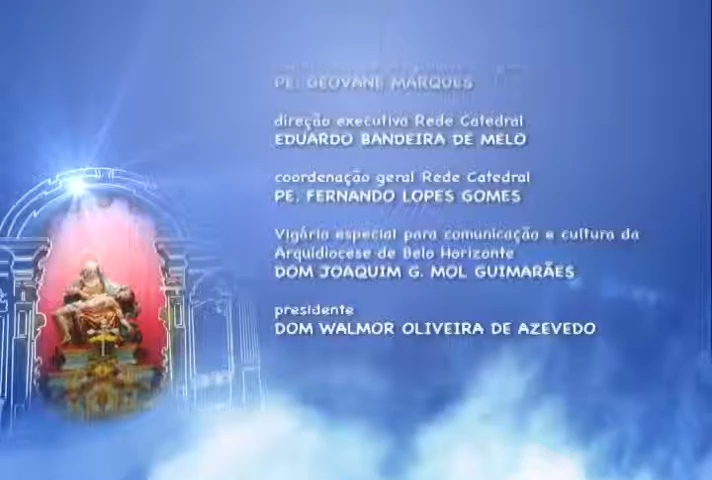 PE. GEOVANE MARQUES
direção executiva Rede Catedral
EDUARDO BANDEIRA DE MELO
coordenação geral Rede Catedral
PE. FERNANDO LOPES GOMES
Vigário especial para comunicação e cultura da
Arquidiocese de Belo Horizonte
DOM JOAQUIM G. MOL GUIMARÃES
presidente
DOM WALMOR OLIVEIRA DE AZEVEDO